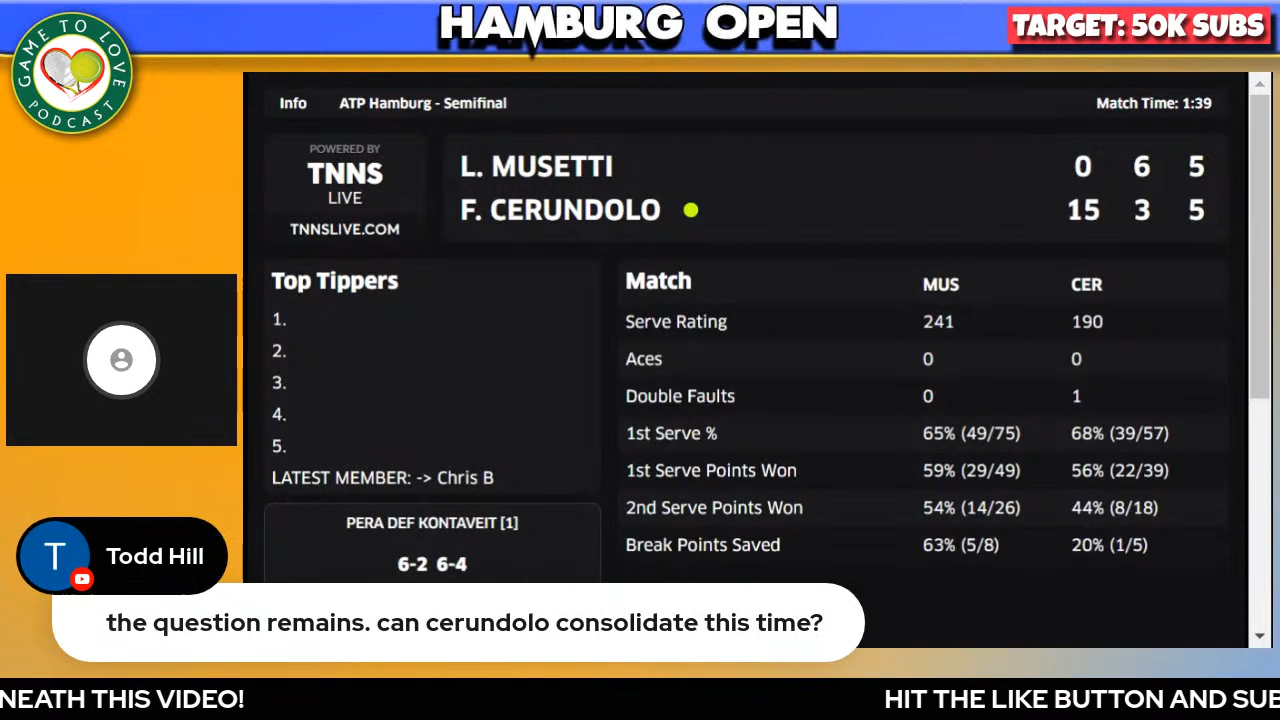 HAMBURG OPEN
TARGET: 50K SUBS
GAME TO LOVE
PODCAST
Info ATP Hamburg - Semifinal Match Time: 1:39
POWERED BY
TNNS
LIVE
TNNSLIVE.COM
L. MUSETTI 0 6 5
F. CERUNDOLO 15 3 5
Top Tippers
1.
2.
3.
4.
5.
LATEST MEMBER: -> Chris B
PERA DEF KONTAVEIT [1]
6-2 6-4
Match MUS CER
Serve Rating 241 190
Aces 0 0
Double Faults 0 1
1st Serve % 65% (49/75) 68% (39/57)
1st Serve Points Won 59% (29/49) 56% (22/39)
2nd Serve Points Won 54% (14/26) 44% (8/18)
Break Points Saved 63% (5/8) 20% (1/5)
T Todd Hill
the question remains. can cerundolo consolidate this time?
NEATH THIS VIDEO! HIT THE LIKE BUTTON AND SUB